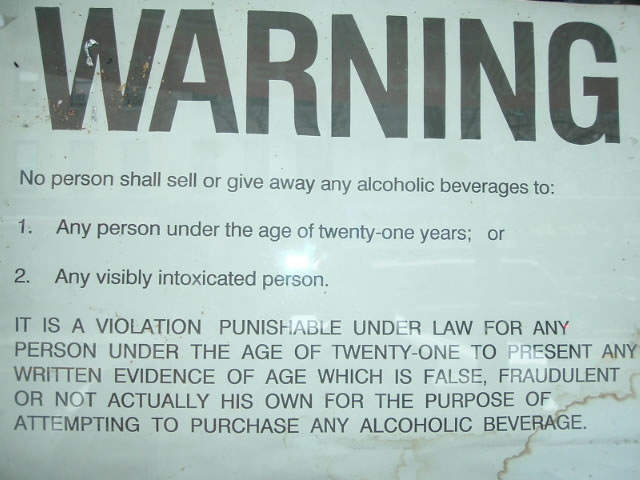 WARNING
No person shall sell or give away any alcoholic beverages to:
1. Any person under the age of twenty-one years; or
2. Any visibly intoxicated person.
IT IS A VIOLATION PUNISHABLE UNDER LAW FOR ANY
PERSON UNDER THE AGE OF TWENTY-ONE TO PRESENT ANY
WRITTEN EVIDENCE OF AGE WHICH IS FALSE, FRAUDULENT
OR NOT ACTUALLY HIS OWN FOR THE PURPOSE OF
ATTEMPTING TO PURCHASE ANY ALCOHOLIC BEVERAGE.